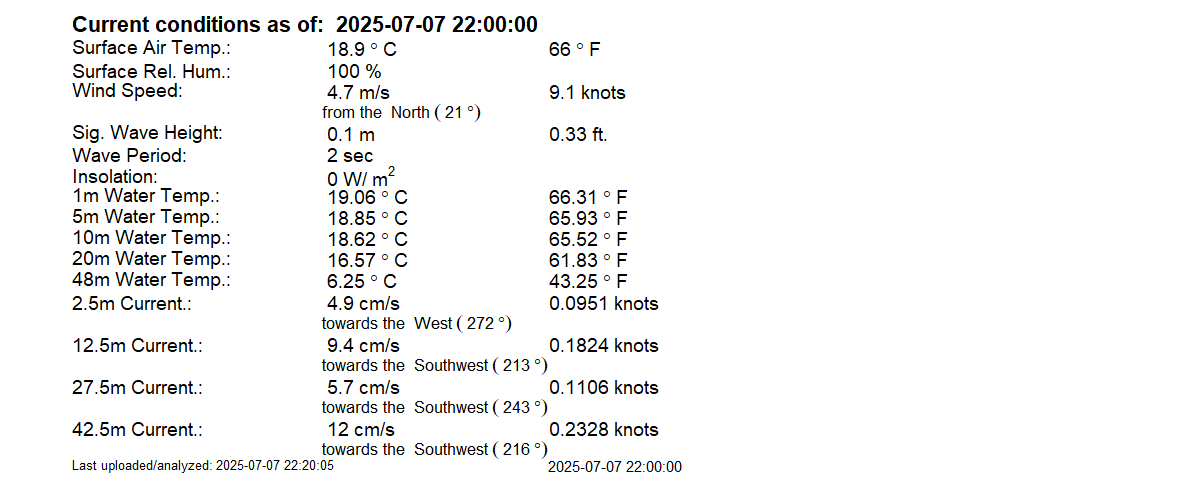 Current conditions as of: 2025-07-07 22:00:00
Surface Air Temp.: 18.9 ° C 66 ° F
Surface Rel. Hum.: 100 %
Wind Speed: 4.7 m/s 9.1 knots
from the North ( 21 °)
Sig. Wave Height: 0.1 m 0.33 ft.
Wave Period: 2 sec
Insolation: 0 W/ m²
1m Water Temp.: 19.06 ° C 66.31 ° F
5m Water Temp.: 18.85 ° C 65.93 ° F
10m Water Temp.: 18.62 ° C 65.52 ° F
20m Water Temp.: 16.57 ° C 61.83 ° F
48m Water Temp.: 6.25 ° C 43.25 ° F
2.5m Current.: 4.9 cm/s 0.0951 knots
towards the West ( 272 °)
12.5m Current.: 9.4 cm/s 0.1824 knots
towards the Southwest ( 213 °)
27.5m Current.: 5.7 cm/s 0.1106 knots
towards the Southwest ( 243 °)
42.5m Current.: 12 cm/s 0.2328 knots
towards the Southwest ( 216 °)
Last uploaded/analyzed: 2025-07-07 22:20:05 2025-07-07 22:00:00